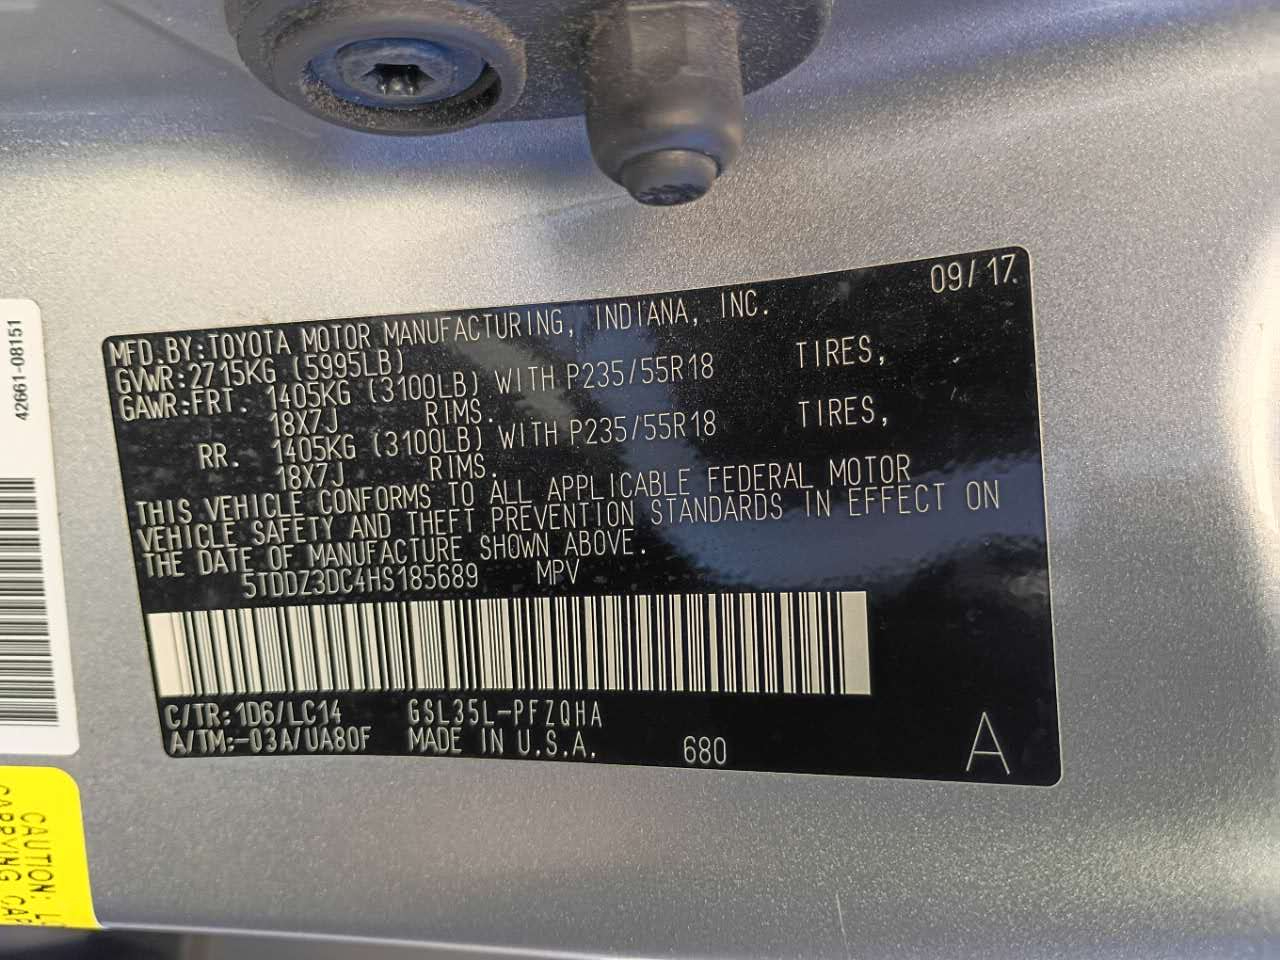 09/17
MFD.BY:TOYOTA MOTOR MANUFACTURING, INDIANA, INC.
GVWR:2715KG (5995LB)
GAWR:FRT. 1405KG (3100LB) WITH P235/55R18 TIRES,
18X7J RIMS.
RR. 1405KG (3100LB) WITH P235/55R18 TIRES,
18X7J RIMS.
THIS VEHICLE CONFORMS TO ALL APPLICABLE FEDERAL MOTOR
VEHICLE SAFETY AND THEFT PREVENTION STANDARDS IN EFFECT ON
THE DATE OF MANUFACTURE SHOWN ABOVE.
5TDDZ3DC4HS185689 MPV
C/TR:1D6/LC14 GSL35L-PFZQHA
A/TM:-03A/UA80F MADE IN U.S.A. 680 A
42661-08151
CAUTION:
CARRYING